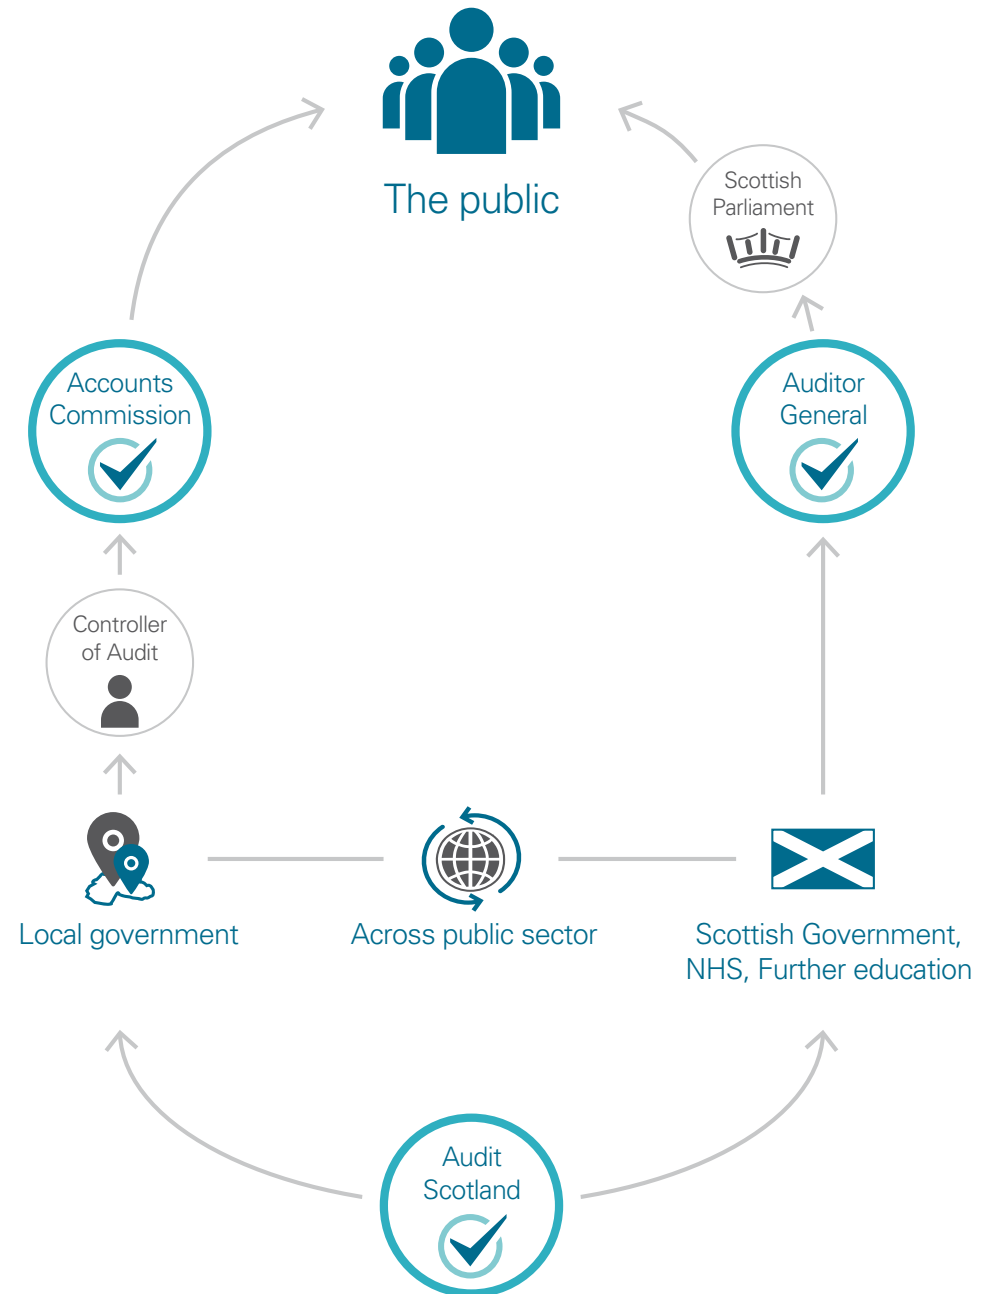 The public
Scottish
Parliament
Accounts
Commission
Auditor
General
Controller
of Audit
Local government
Across public sector
Scottish Government,
NHS, Further education
Audit
Scotland